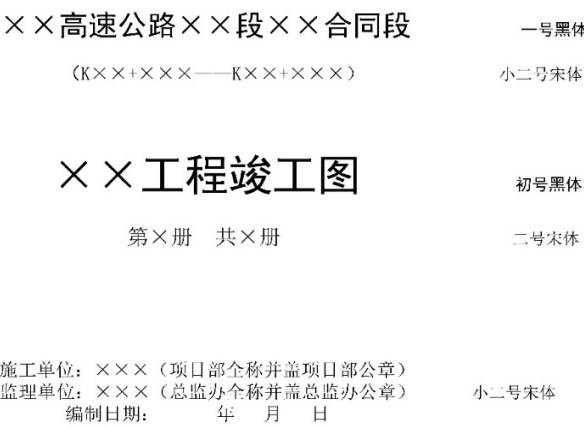 ××高速公路××段××合同段 一号黑体
（K××+×××——K××+×××） 小二号宋体
××工程竣工图 初号黑体
第×册 共×册 二号宋体
施工单位：×××（项目部全称并盖项目部公章）
监理单位：×××（总监办全称并盖总监办公章） 小二号宋体
编制日期： 年 月 日